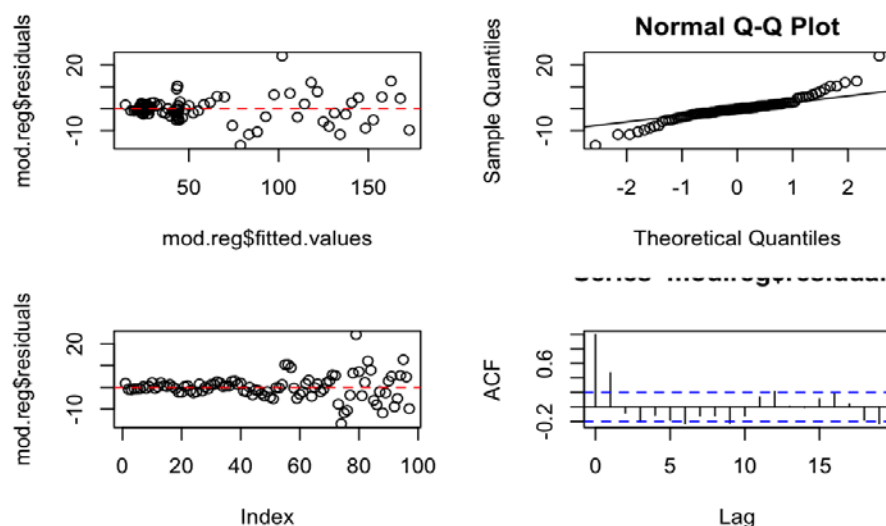 mod.reg$residuals
20
-10
50
100
150
mod.reg$fitted.values
Normal Q-Q Plot
Sample Quantiles
20
-10
-2
-1
0
1
2
Theoretical Quantiles
mod.reg$residuals
20
-10
0
20
40
60
80
100
Index
ACF
0.6
-0.2
0
5
10
15
Lag